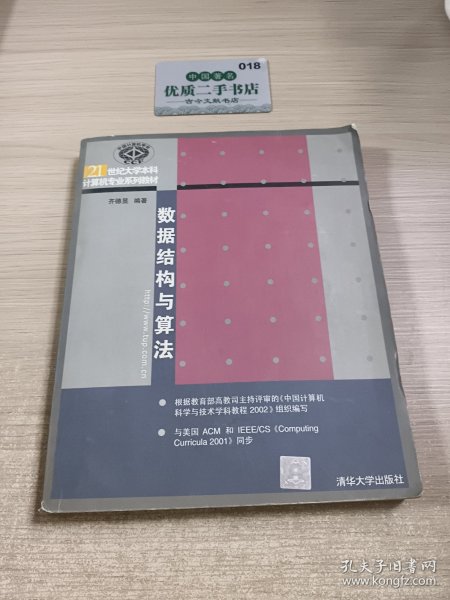 018
中国著名
优质二手书店
古今文献书店
21世纪大学本科
计算机专业系列教材
齐德昱 编著
数据结构与算法
http://www.tup.com.cn
根据教育部高教司主持评审的《中国计算机
科学与技术学科教程2002》组织编写
与美国 ACM 和 IEEE/CS《Computing
Curricula 2001》同步
清华大学出版社
孔夫子旧书网
www.kongfz.com